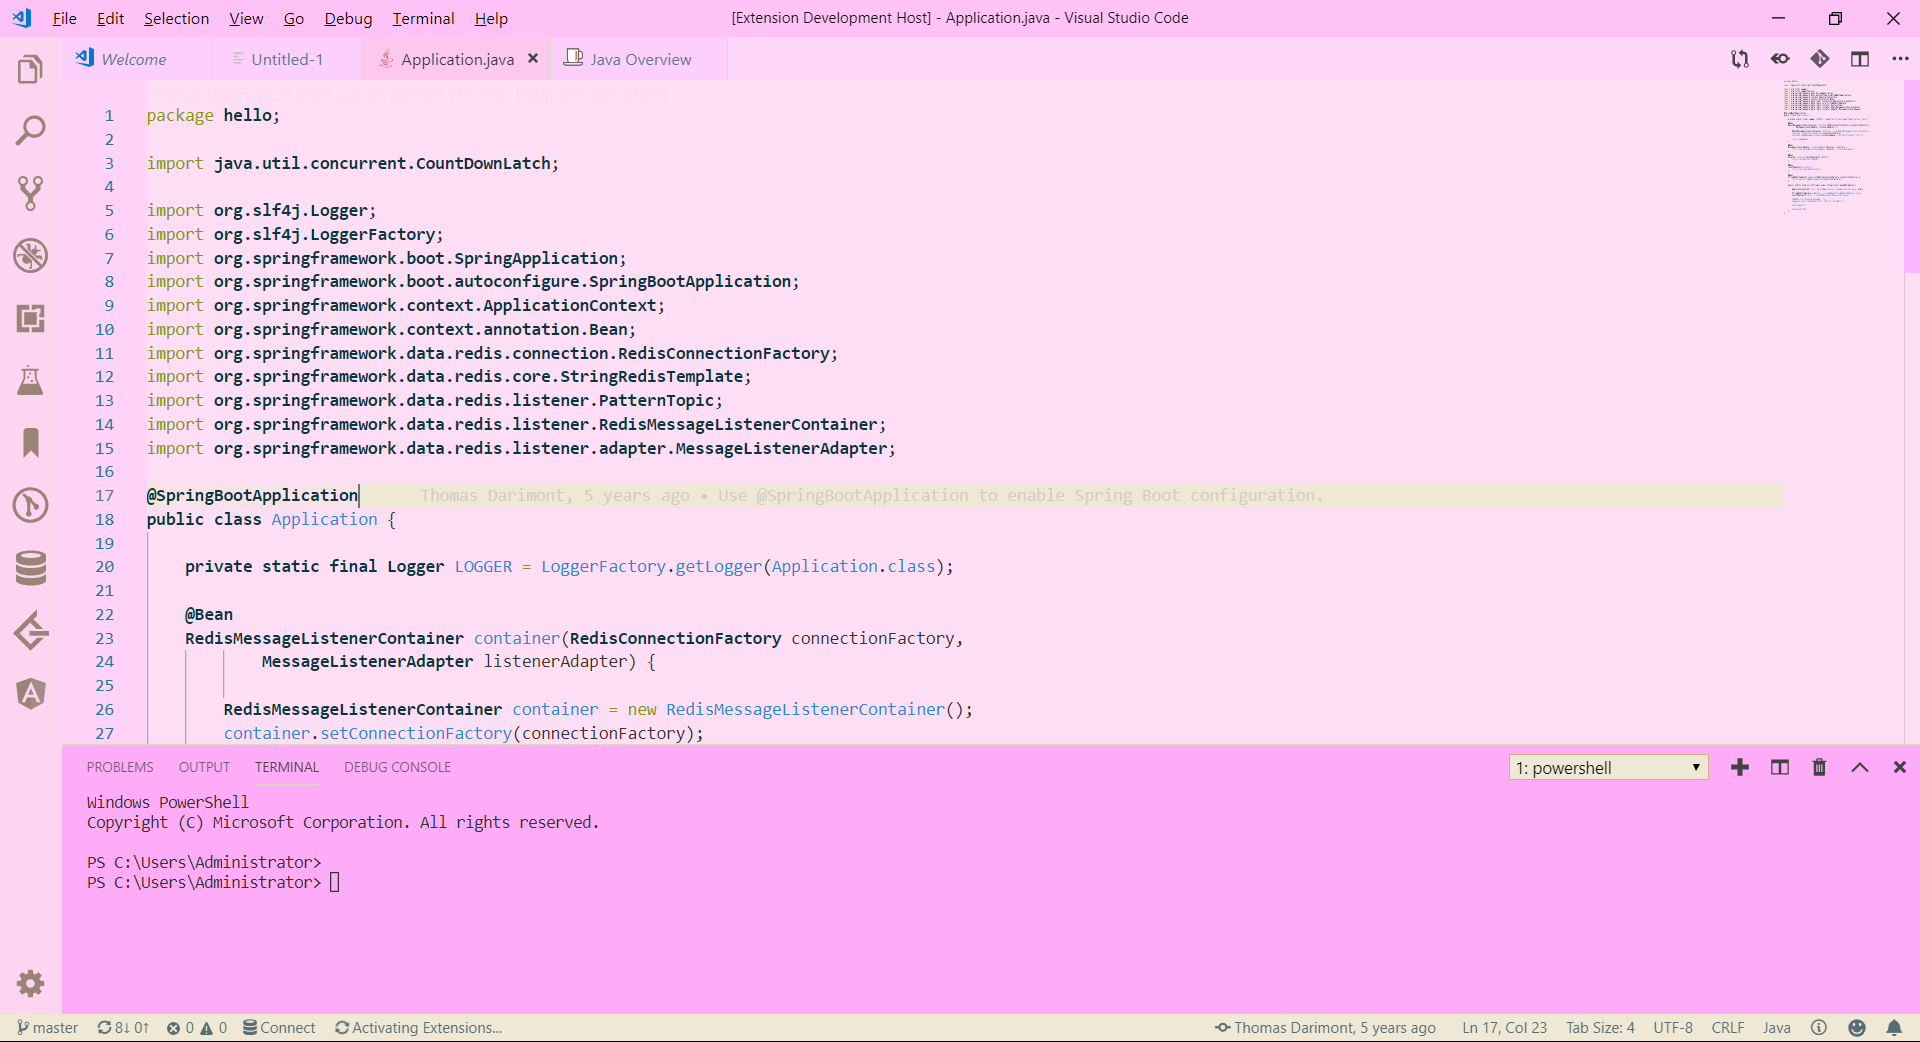 File Edit Selection View Go Debug Terminal Help
[Extension Development Host] - Application.java - Visual Studio Code
Welcome
Untitled-1
Application.java
Java Overview
1 package hello;
2
3 import java.util.concurrent.CountDownLatch;
4
5 import org.slf4j.Logger;
6 import org.slf4j.LoggerFactory;
7 import org.springframework.boot.SpringApplication;
8 import org.springframework.boot.autoconfigure.SpringBootApplication;
9 import org.springframework.context.ApplicationContext;
10 import org.springframework.context.annotation.Bean;
11 import org.springframework.data.redis.connection.RedisConnectionFactory;
12 import org.springframework.data.redis.core.StringRedisTemplate;
13 import org.springframework.data.redis.listener.PatternTopic;
14 import org.springframework.data.redis.listener.RedisMessageListenerContainer;
15 import org.springframework.data.redis.listener.adapter.MessageListenerAdapter;
16
17 @SpringBootApplication Thomas Darimont, 5 years ago • Use @SpringBootApplication to enable Spring Boot configuration.
18 public class Application {
19
20 private static final Logger LOGGER = LoggerFactory.getLogger(Application.class);
21
22 @Bean
23 RedisMessageListenerContainer container(RedisConnectionFactory connectionFactory,
24 MessageListenerAdapter listenerAdapter) {
25
26 RedisMessageListenerContainer container = new RedisMessageListenerContainer();
27 container.setConnectionFactory(connectionFactory);
PROBLEMS OUTPUT TERMINAL DEBUG CONSOLE
1: powershell
Windows PowerShell
Copyright (C) Microsoft Corporation. All rights reserved.
PS C:\Users\Administrator>
PS C:\Users\Administrator>
master 8↓ 0↑ 0 0 Connect Activating Extensions...
Thomas Darimont, 5 years ago Ln 17, Col 23 Tab Size: 4 UTF-8 CRLF Java